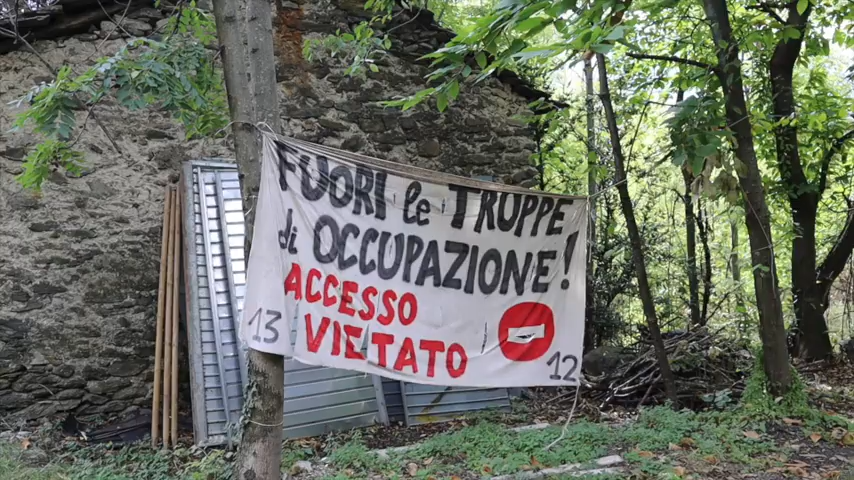 FUORI le TRUPPE
di OCCUPAZIONE!
ACCESSO
VIETATO
13
12